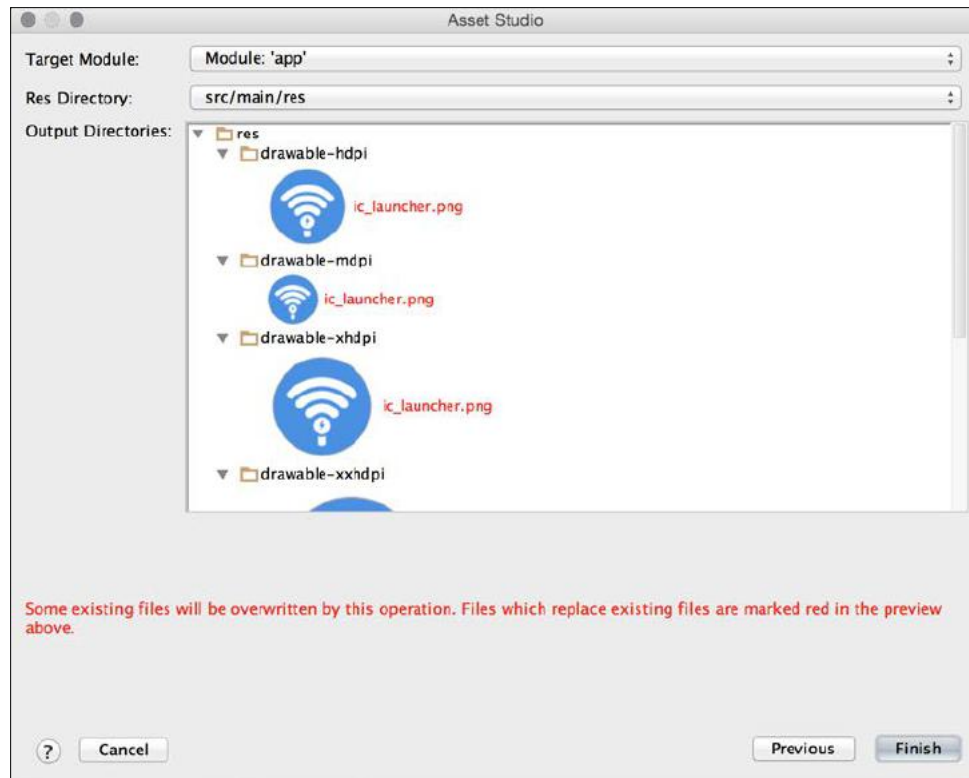 Asset Studio
Target Module: Module: 'app'
Res Directory: src/main/res
Output Directories:
res
drawable-hdpi
ic_launcher.png
drawable-mdpi
ic_launcher.png
drawable-xhdpi
ic_launcher.png
drawable-xxhdpi
Some existing files will be overwritten by this operation. Files which replace existing files are marked red in the preview
above.
? Cancel Previous Finish